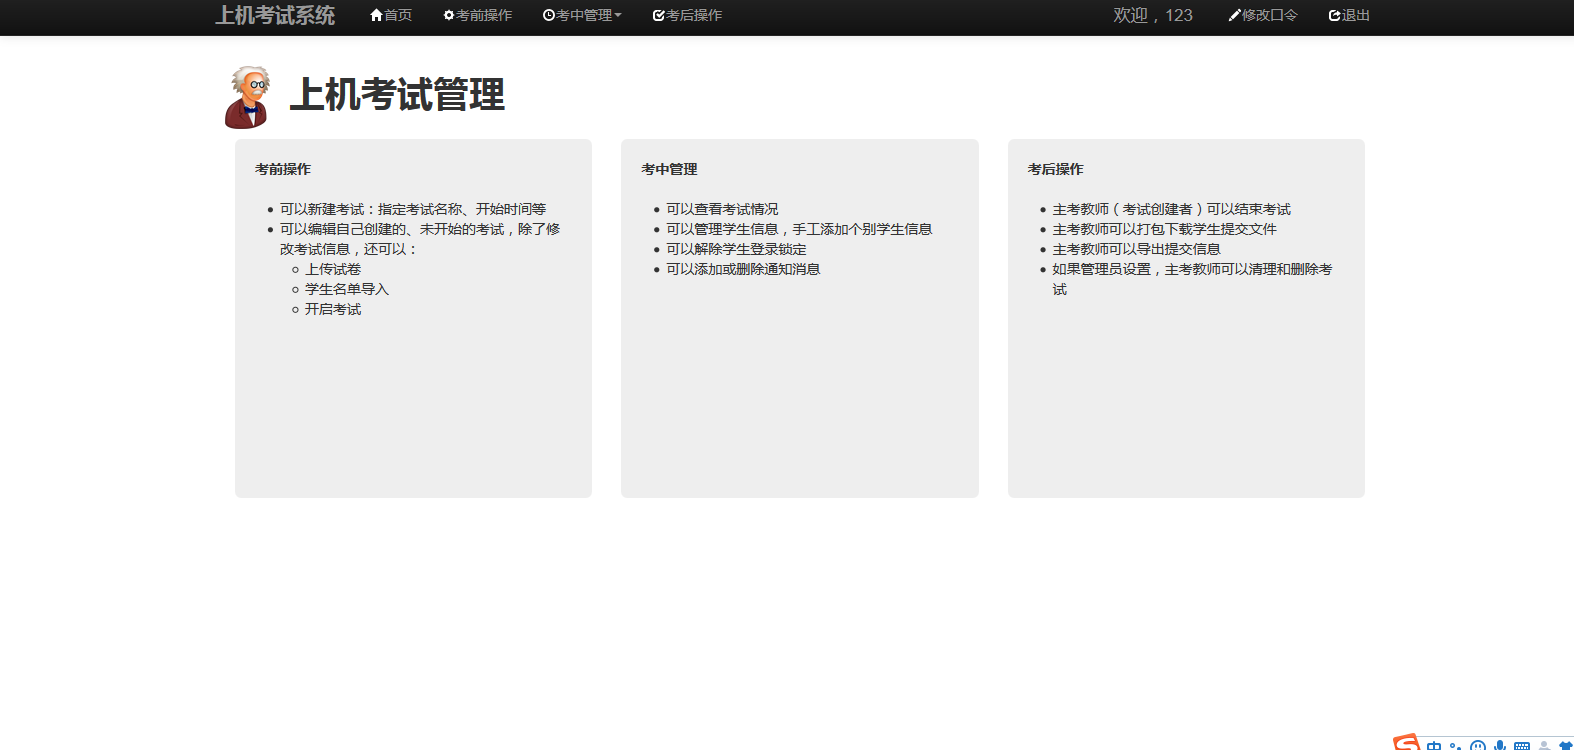 上机考试系统 首页 考前操作 考中管理 考后操作 欢迎，123 修改口令 退出
上机考试管理
考前操作
可以新建考试：指定考试名称、开始时间等
可以编辑自己创建的、未开始的考试，除了修
改考试信息，还可以：
上传试卷
学生名单导入
开启考试
考中管理
可以查看考试情况
可以管理学生信息，手工添加个别学生信息
可以解除学生登录锁定
可以添加或删除通知消息
考后操作
主考教师（考试创建者）可以结束考试
主考教师可以打包下载学生提交文件
主考教师可以导出提交信息
如果管理员设置，主考教师可以清理和删除考
试
中